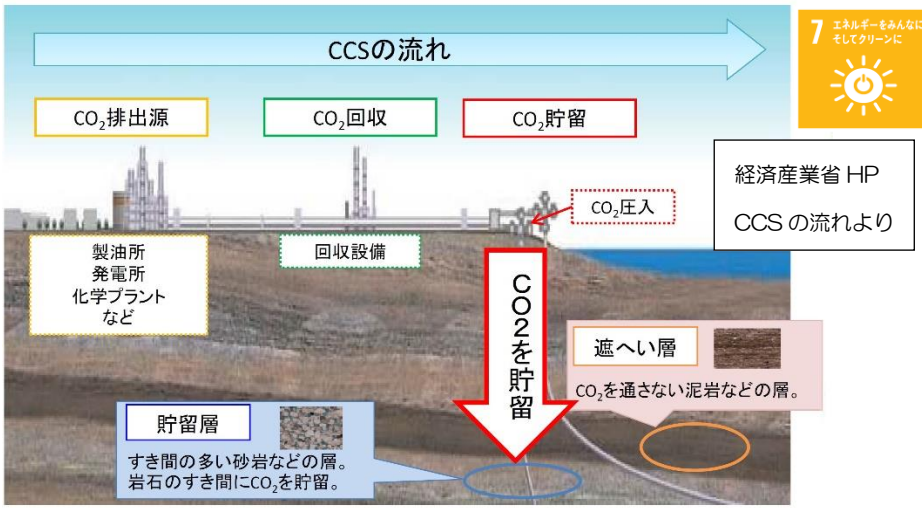 CCSの流れ
7 エネルギーをみんなに
そしてクリーンに
CO₂排出源
CO₂回収
CO₂貯留
経済産業省 HP
CCS の流れより
CO₂圧入
製油所
発電所
化学プラント
など
回収設備
CO2を貯留
遮へい層
CO₂を通さない泥岩などの層。
貯留層
すき間の多い砂岩などの層。
岩石のすき間にCO₂を貯留。